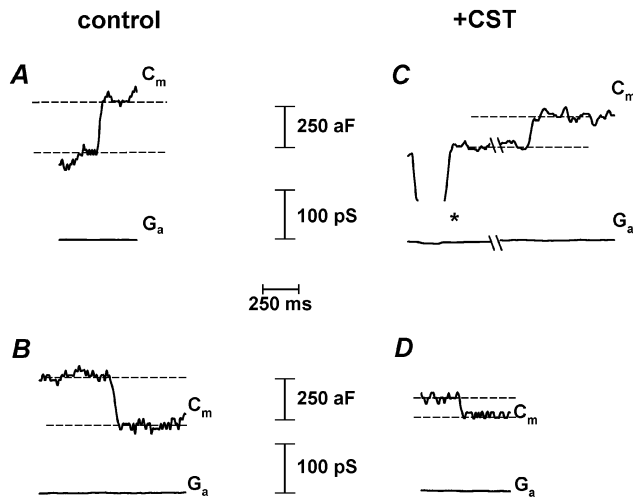 control +CST
A Cm C Cm
250 aF
100 pS
Ga Ga
*
250 ms
B D
250 aF
Cm Cm
100 pS
Ga Ga